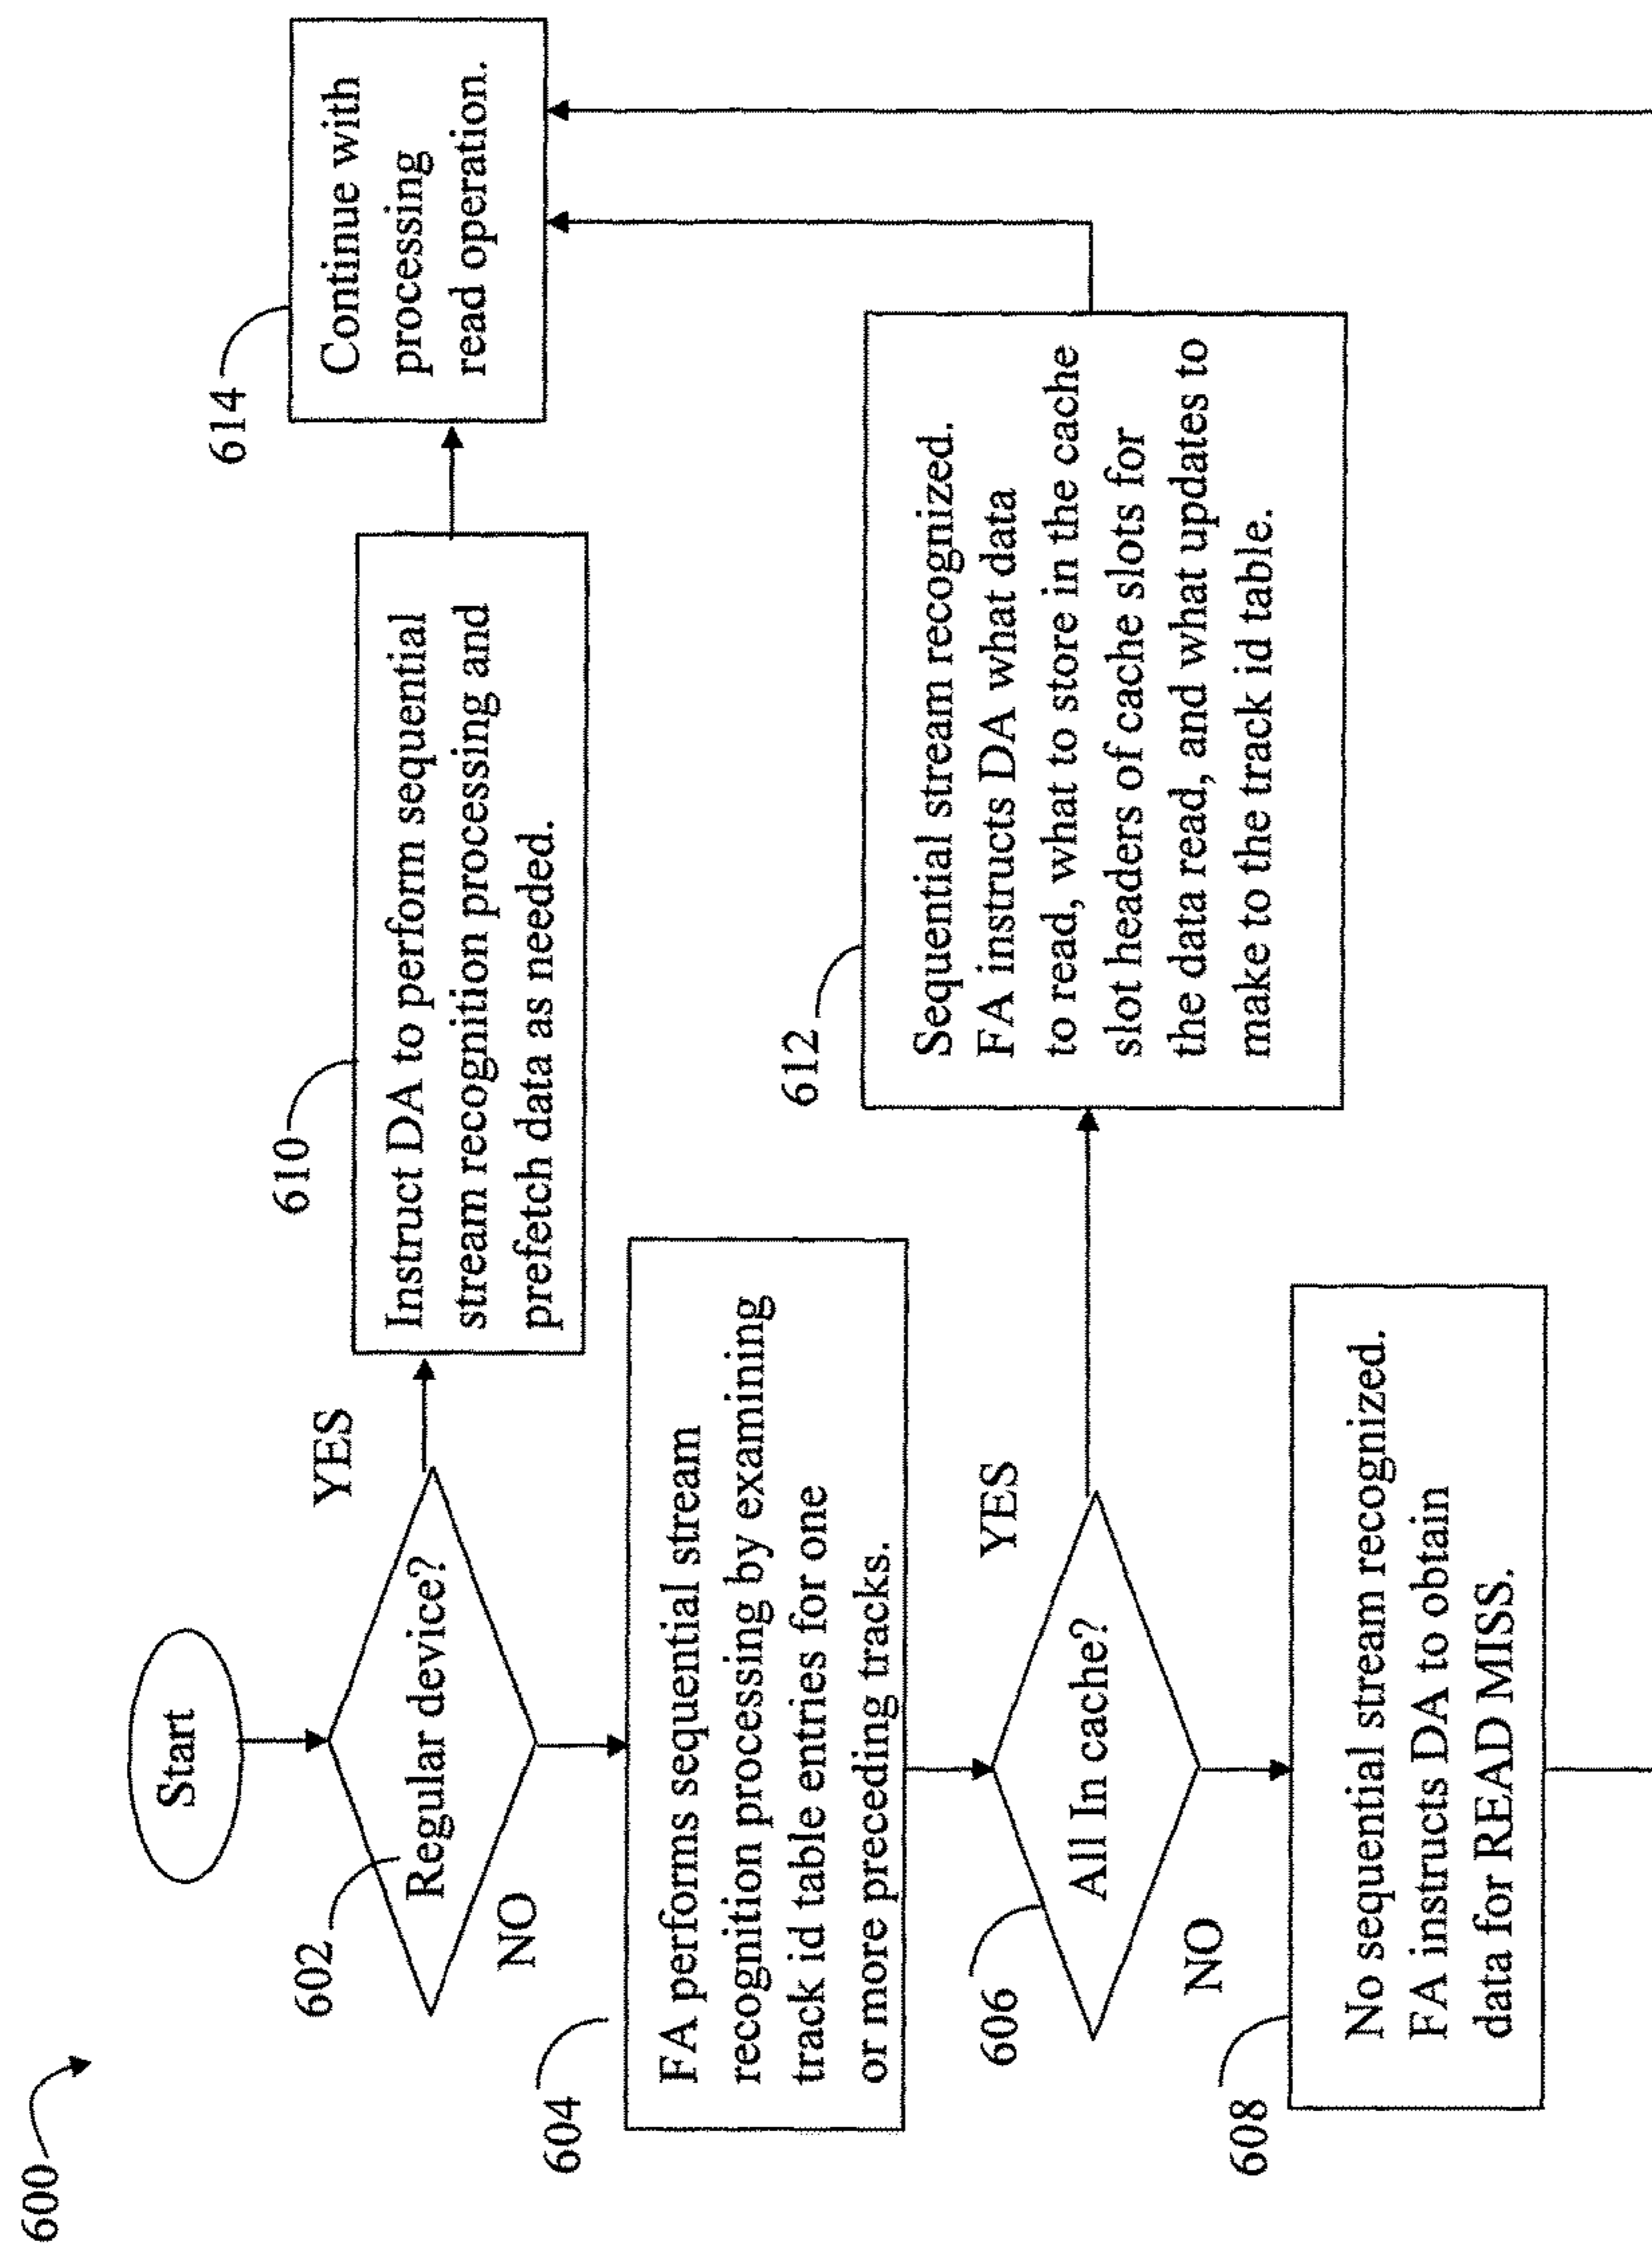 600
Start
602
Regular device?
YES
NO
610
Instruct DA to perform sequential
stream recognition processing and
prefetch data as needed.
614
Continue with
processing
read operation.
604
FA performs sequential stream
recognition processing by examining
track id table entries for one
or more preceding tracks.
606
All In cache?
YES
NO
612
Sequential stream recognized.
FA instructs DA what data
to read, what to store in the cache
slot headers of cache slots for
the data read, and what updates to
make to the track id table.
608
No sequential stream recognized.
FA instructs DA to obtain
data for READ MISS.